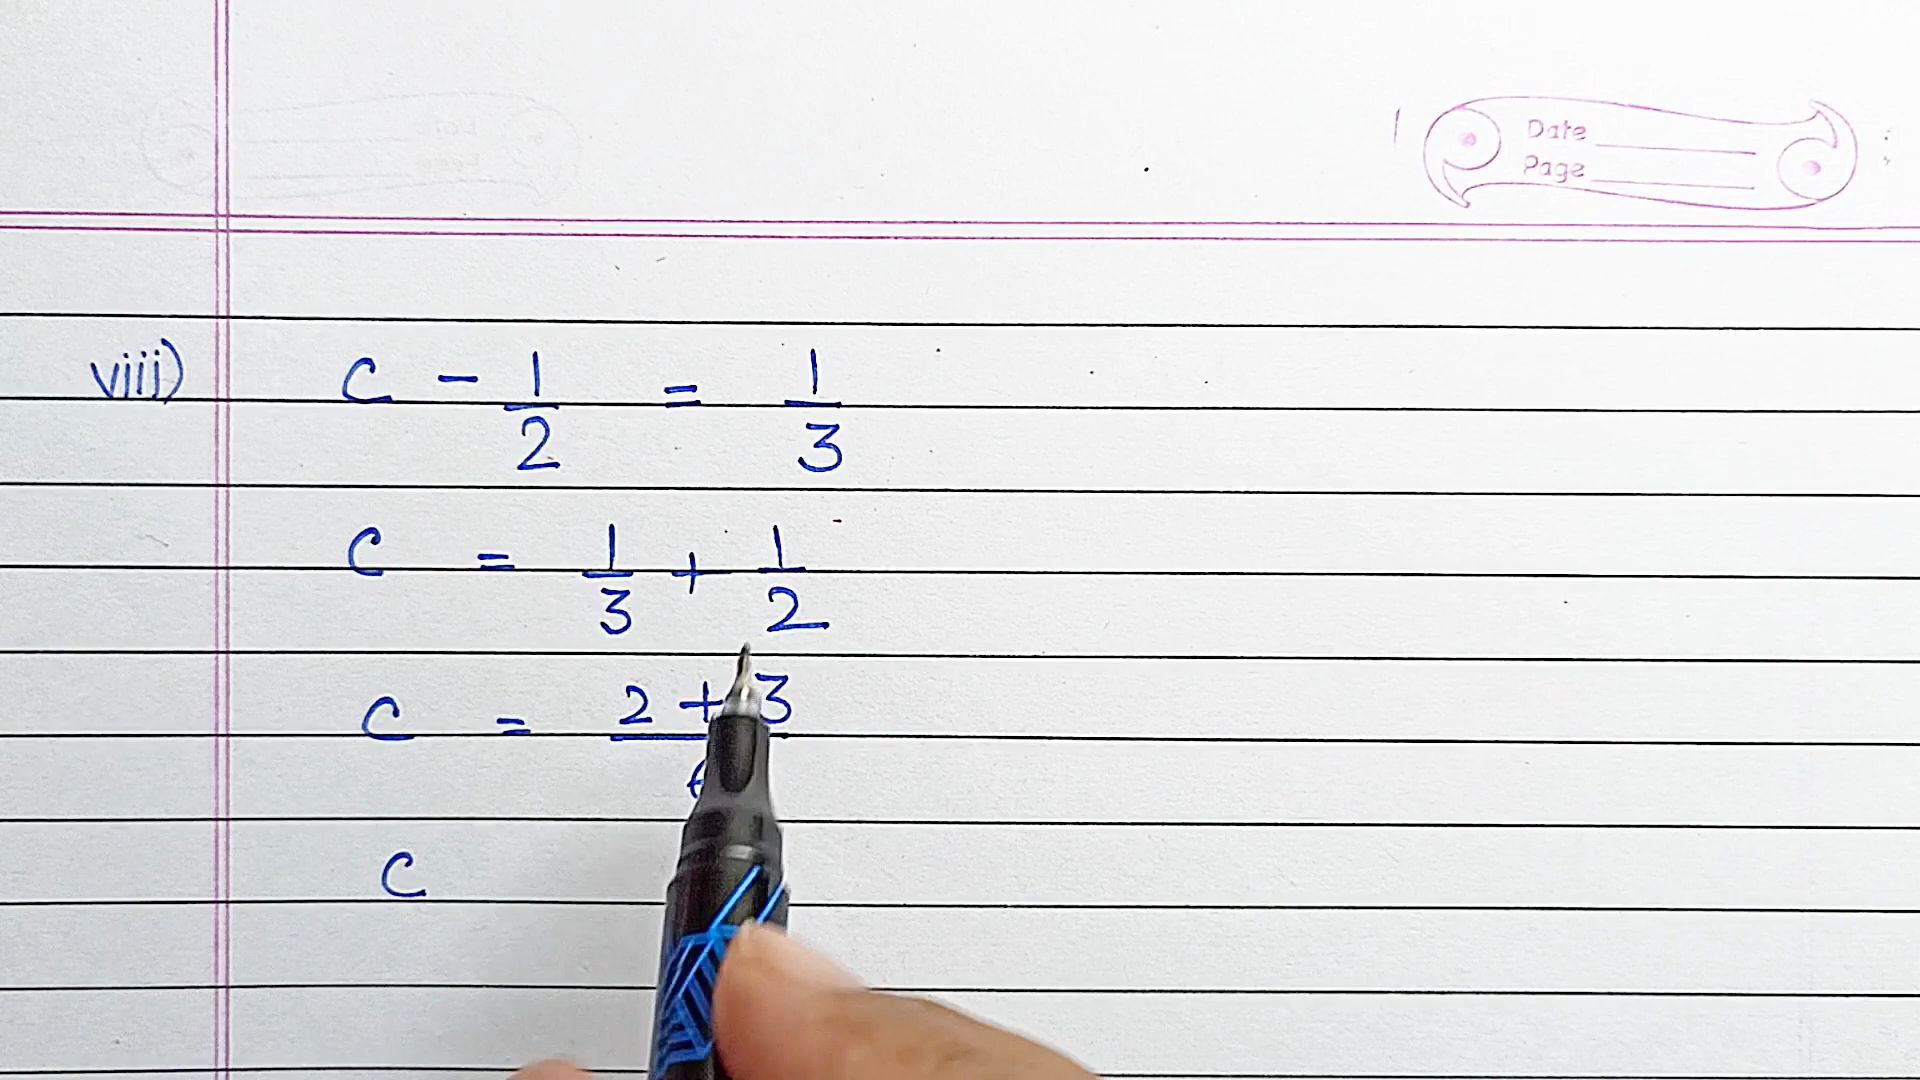 Date
Page
viii) C - 1/2 = 1/3
C = 1/3 + 1/2
C = 2 + 3
C